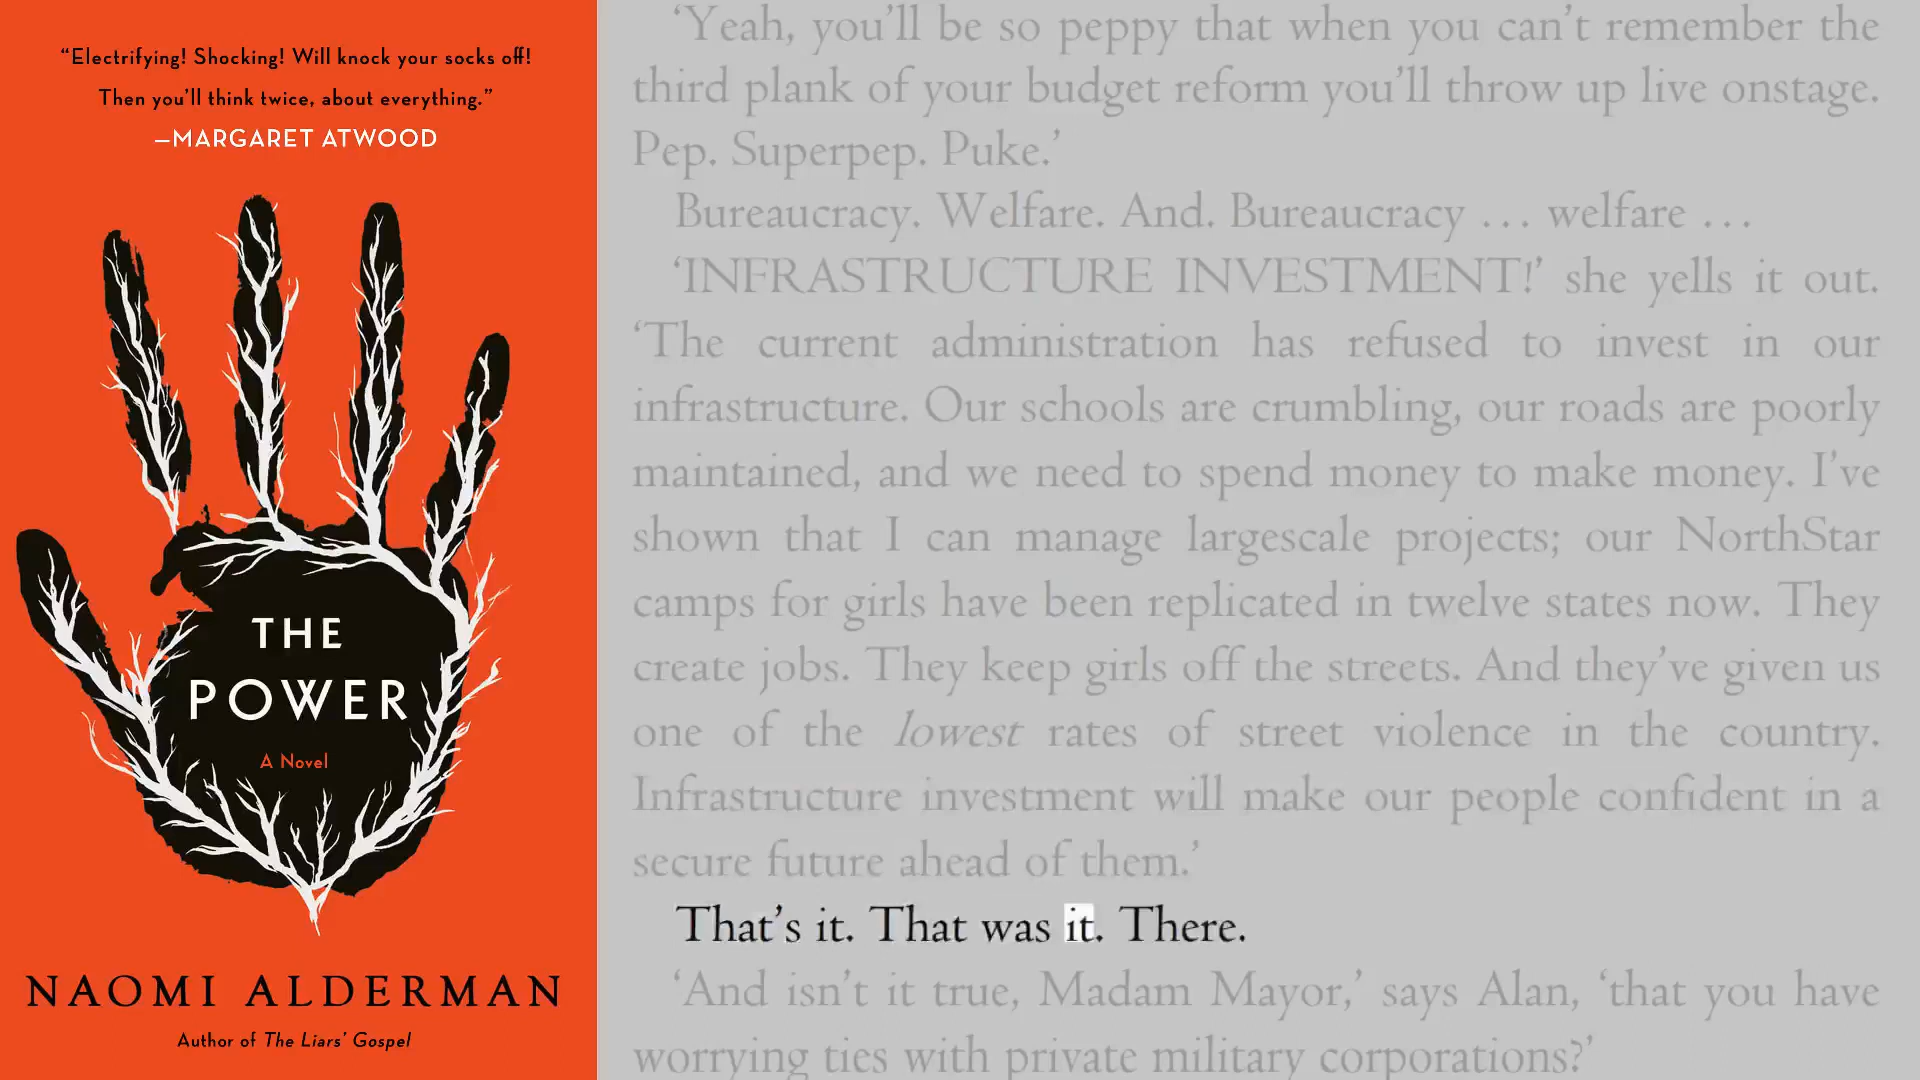 “Electrifying! Shocking! Will knock your socks off!
Then you’ll think twice, about everything.”
—MARGARET ATWOOD
THE
POWER
A Novel
NAOMI ALDERMAN
Author of The Liars’ Gospel
‘Yeah, you’ll be so peppy that when you can’t remember the
third plank of your budget reform you’ll throw up live onstage.
Pep. Superpep. Puke.’
Bureaucracy. Welfare. And. Bureaucracy … welfare …
‘INFRASTRUCTURE INVESTMENT!’ she yells it out.
‘The current administration has refused to invest in our
infrastructure. Our schools are crumbling, our roads are poorly
maintained, and we need to spend money to make money. I’ve
shown that I can manage largescale projects; our NorthStar
camps for girls have been replicated in twelve states now. They
create jobs. They keep girls off the streets. And they’ve given us
one of the lowest rates of street violence in the country.
Infrastructure investment will make our people confident in a
secure future ahead of them.’
That’s it. That was it. There.
‘And isn’t it true, Madam Mayor,’ says Alan, ‘that you have
worrying ties with private military corporations?’